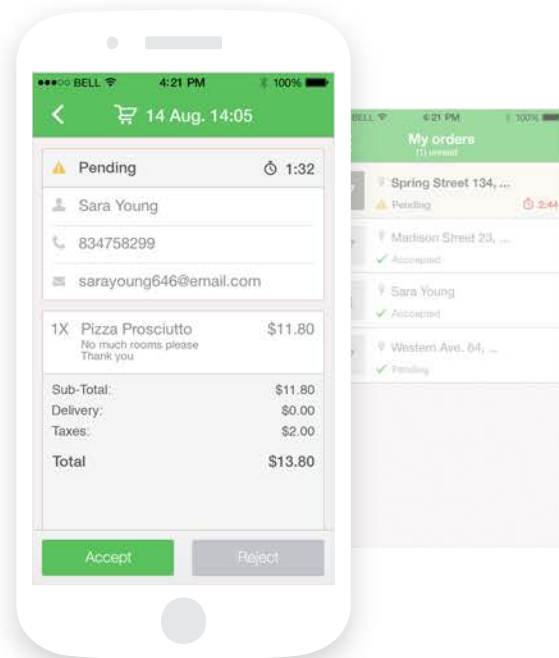 BELL 4:21 PM 100%
14 Aug. 14:05
Pending 1:32
Sara Young
834758299
sarayoung646@email.com
1X Pizza Prosciutto $11.80
No much rooms please
Thank you
Sub-Total: $11.80
Delivery: $0.00
Taxes: $2.00
Total $13.80
Accept Reject
BELL 4:21 PM 100%
My orders
(1) unread
Spring Street 134, ...
Pending 2:44
Madison Street 23, ...
Acccepted
Sara Young
Acccepted
Western Ave. 64, ...
Pending